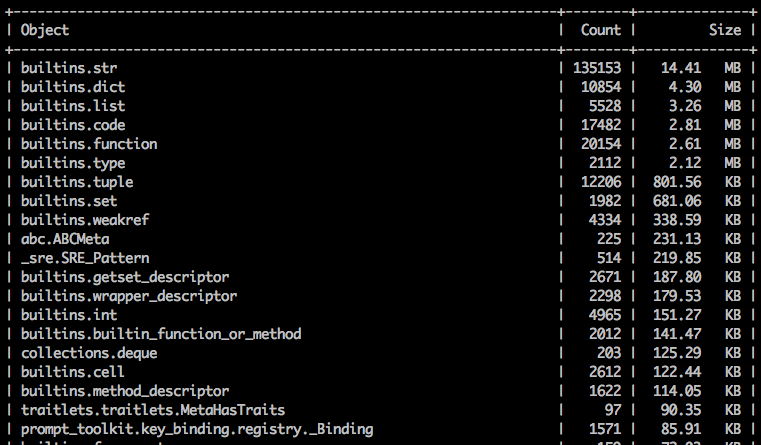 +------------------------------------------------------------------+--------+--------------+
| Object | Count | Size |
+------------------------------------------------------------------+--------+--------------+
| builtins.str | 135153 | 14.41 MB |
| builtins.dict | 10854 | 4.30 MB |
| builtins.list | 5528 | 3.26 MB |
| builtins.code | 17482 | 2.81 MB |
| builtins.function | 20154 | 2.61 MB |
| builtins.type | 2112 | 2.12 MB |
| builtins.tuple | 12206 | 801.56 KB |
| builtins.set | 1982 | 681.06 KB |
| builtins.weakref | 4334 | 338.59 KB |
| abc.ABCMeta | 225 | 231.13 KB |
| _sre.SRE_Pattern | 514 | 219.85 KB |
| builtins.getset_descriptor | 2671 | 187.80 KB |
| builtins.wrapper_descriptor | 2298 | 179.53 KB |
| builtins.int | 4965 | 151.27 KB |
| builtins.builtin_function_or_method | 2012 | 141.47 KB |
| collections.deque | 203 | 125.29 KB |
| builtins.cell | 2612 | 122.44 KB |
| builtins.method_descriptor | 1622 | 114.05 KB |
| traitlets.traitlets.MetaHasTraits | 97 | 90.35 KB |
| prompt_toolkit.key_binding.registry._Binding | 1571 | 85.91 KB |